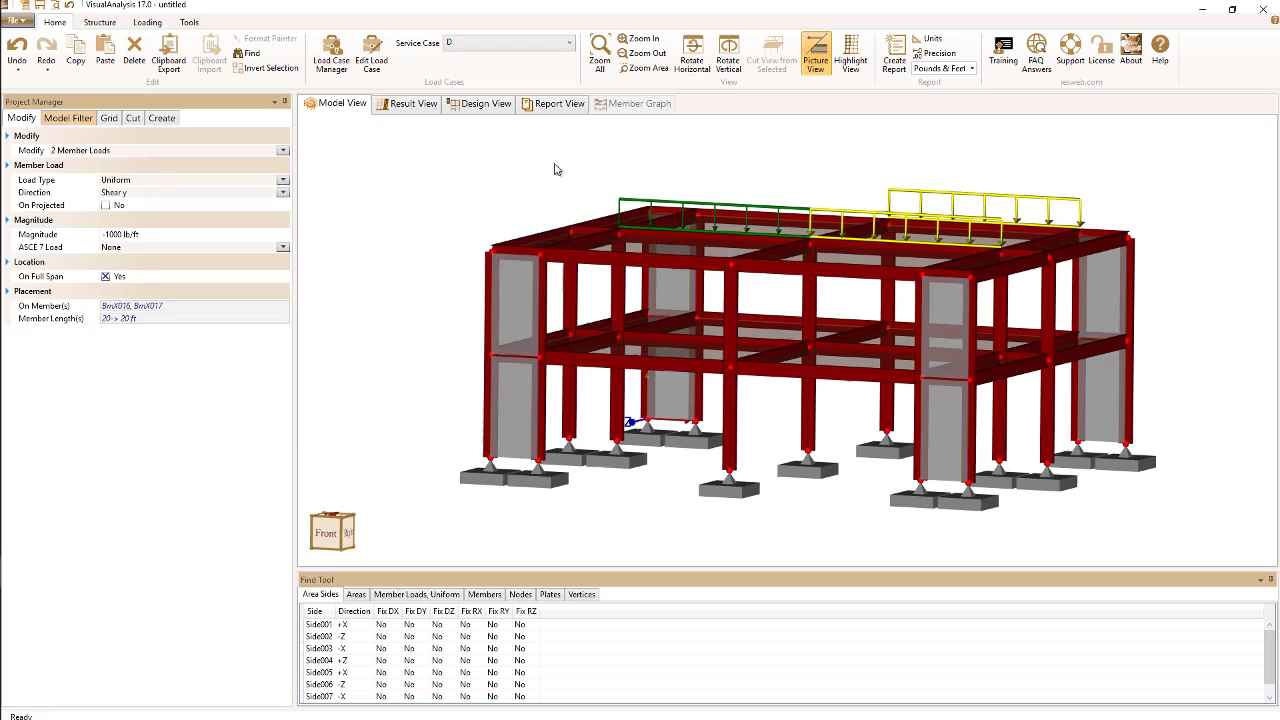 VisualAnalysis 17.0 - untitled
File
Home
Structure
Loading
Tools
Undo
Redo
Copy
Paste
Delete
Clipboard Export
Clipboard Import
Format Painter
Find
Invert Selection
Edit
Load Case Manager
Edit Load Case
Service Case D
Load Cases
Zoom All
Zoom In
Zoom Out
Zoom Area
Rotate Horizontal
Rotate Vertical
Cut View from Selected
Picture View
Highlight View
View
Create Report
Units
Precision
Pounds & Feet
Report
Training
FAQ Answers
Support
License
About
Help
iesweb.com
Project Manager
Modify
Model Filter
Grid
Cut
Create
Modify
Modify 2 Member Loads
Member Load
Load Type Uniform
Direction Shear y
On Projected No
Magnitude
Magnitude -1000 lb/ft
ASCE 7 Load None
Location
On Full Span Yes
Placement
On Member(s) BmX016, BmX017
Member Length(s) 20-> 20 ft
Model View
Result View
Design View
Report View
Member Graph
Z
Front
Right
Find Tool
Area Sides
Areas
Member Loads, Uniform
Members
Nodes
Plates
Vertices
Side Direction Fix DX Fix DY Fix DZ Fix RX Fix RY Fix RZ
Side001 +X No No No No No No
Side002 -Z No No No No No No
Side003 -X No No No No No No
Side004 +Z No No No No No No
Side005 +X No No No No No No
Side006 -Z No No No No No No
Side007 -X No No No No No No
Ready